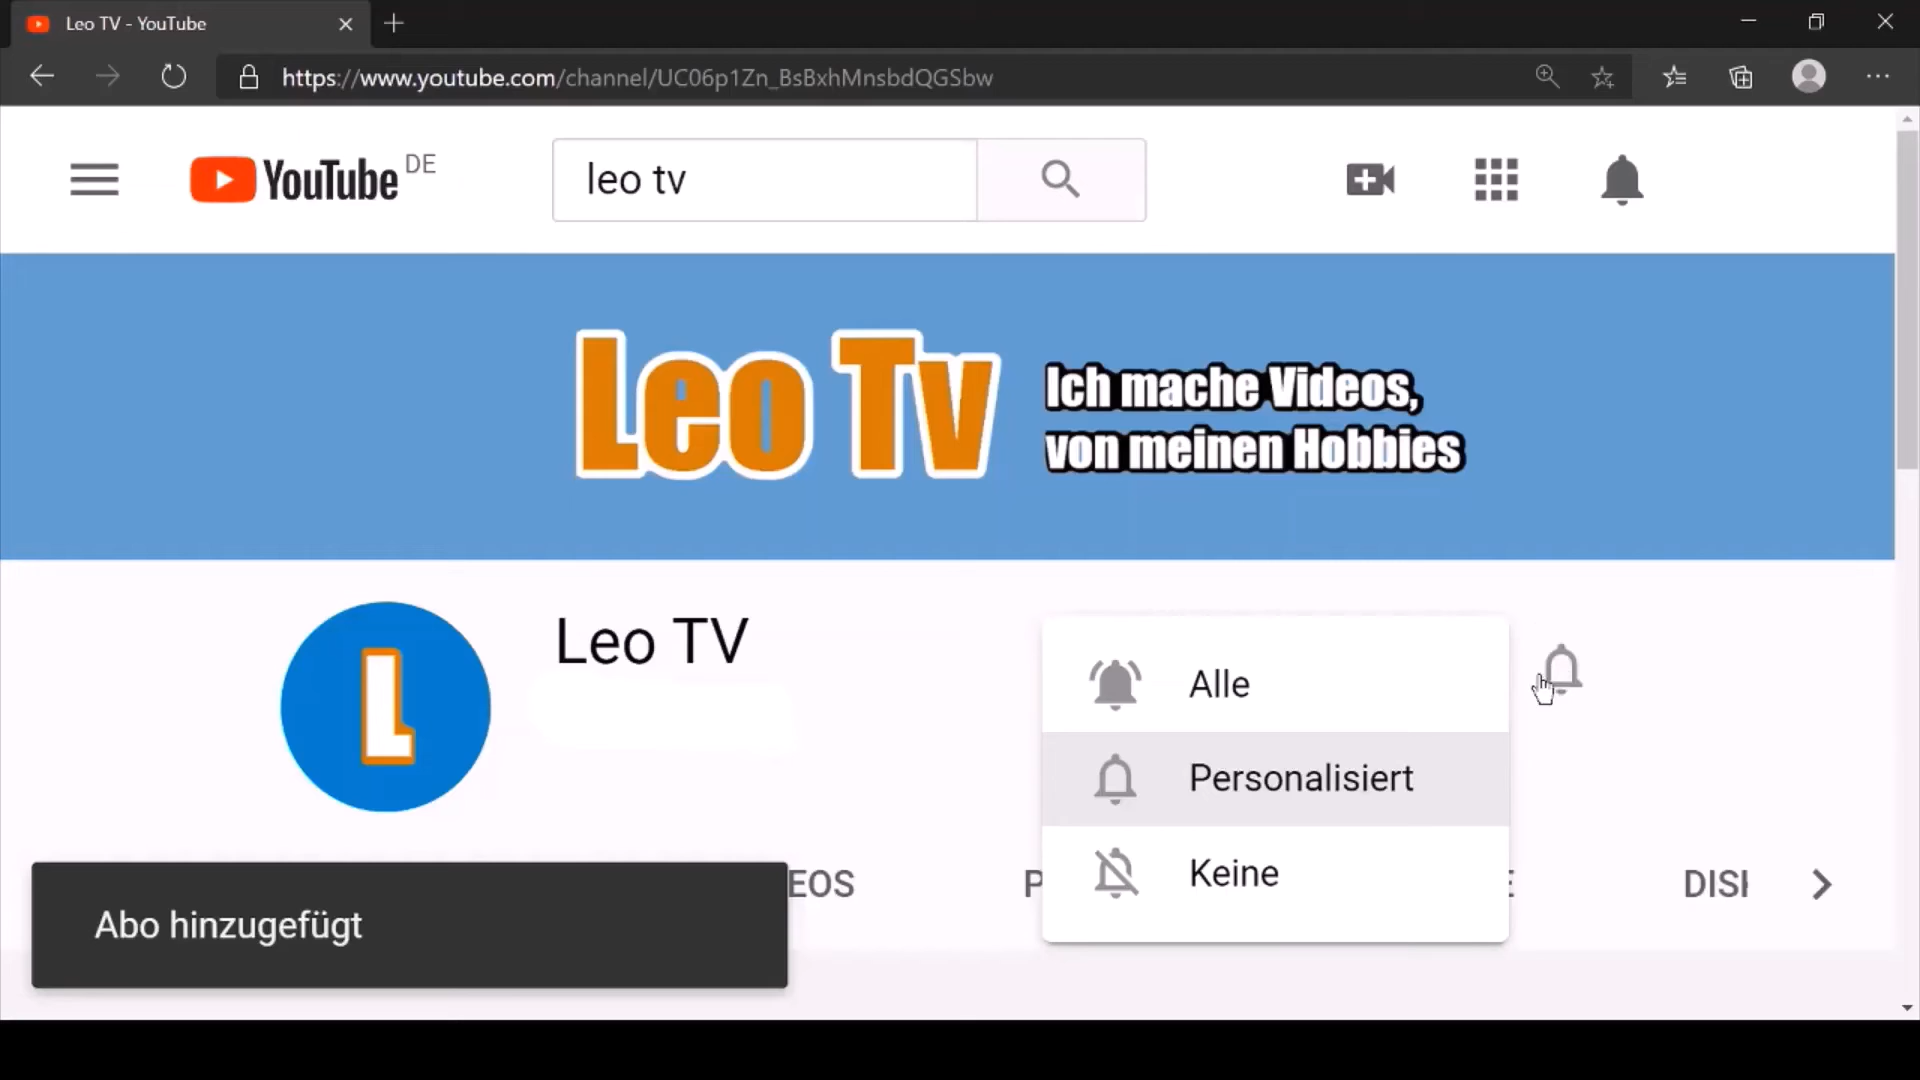 Leo TV - YouTube
https://www.youtube.com/channel/UC06p1Zn_BsBxhMnsbdQGSbw
YouTube DE
leo tv
Leo Tv
Ich mache Videos,
von meinen Hobbies
Leo TV
Alle
Personalisiert
Keine
EOS
DISK
Abo hinzugefügt